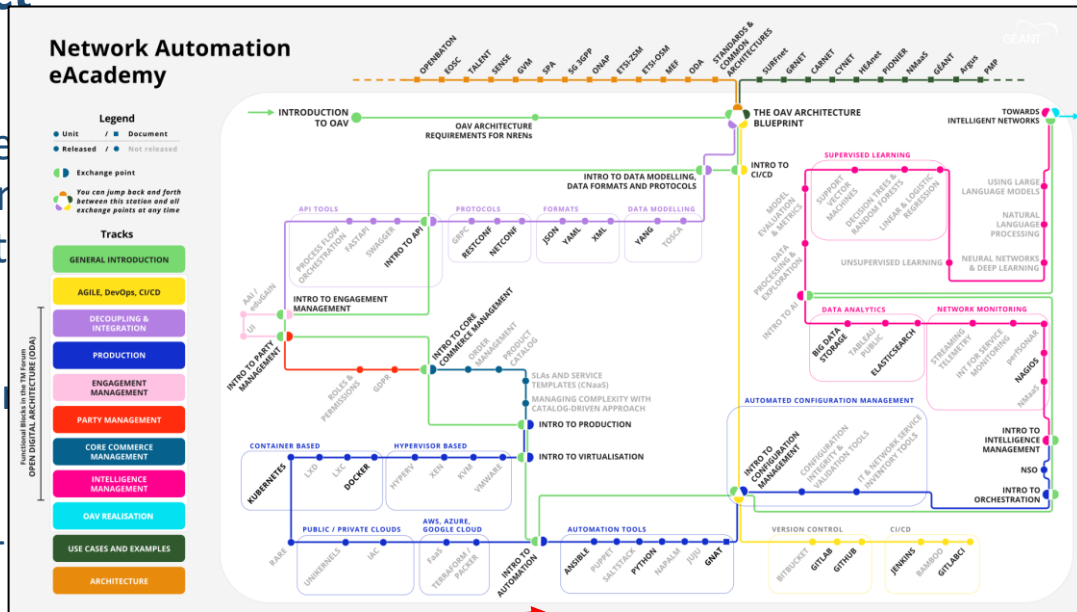 Network Automation
eAcademy
GÉANT
Legend
Unit / Document
Released / Not released
Exchange point
You can jump back and forth
between this station and all
exchange points at any time
Tracks
GENERAL INTRODUCTION
AGILE, DevOps, CI/CD
DECOUPLING &
INTEGRATION
PRODUCTION
ENGAGEMENT
MANAGEMENT
PARTY MANAGEMENT
CORE COMMERCE
MANAGEMENT
INTELLIGENCE
MANAGEMENT
OAV REALISATION
USE CASES AND EXAMPLES
ARCHITECTURE
Functional Blocks in the TM Forum
OPEN DIGITAL ARCHITECTURE (ODA)
OPENBATON
EOSC
TALENT
SENSE
GVM
SPA
5G 3GPP
ONAP
ETSI-ZSM
ETSI-OSM
MEF
ODA
STANDARDS &
COMMON
ARCHITECTURES
SURFnet
GRNET
CARNET
CYNET
HEAnet
PIONIER
NMaaS
GÉANT
Argus
PMP
INTRODUCTION
TO OAV
OAV ARCHITECTURE
REQUIREMENTS FOR NRENs
THE OAV ARCHITECTURE
BLUEPRINT
TOWARDS
INTELLIGENT NETWORKS
INTRO TO DATA MODELLING,
DATA FORMATS AND PROTOCOLS
INTRO TO
CI/CD
SUPERVISED LEARNING
MODEL
EVALUATION
& METRICS
SUPPORT
VECTOR
MACHINES
DECISION TREES &
RANDOM FORESTS
LINEAR & LOGISTIC
REGRESSION
USING LARGE
LANGUAGE MODELS
NATURAL
LANGUAGE
PROCESSING
NEURAL NETWORKS
& DEEP LEARNING
UNSUPERVISED LEARNING
DATA
PROCESSING &
EXPLORATION
INTRO TO AI
API TOOLS
PROCESS FLOW
ORCHESTRATION
FASTAPI
SWAGGER
INTRO TO API
PROTOCOLS
GRPC
RESTCONF
NETCONF
FORMATS
JSON
YAML
XML
DATA MODELLING
YANG
TOSCA
AAI /
eduGAIN
UI
INTRO TO ENGAGEMENT
MANAGEMENT
INTRO TO PARTY
MANAGEMENT
ROLES &
PERMISSIONS
GDPR
INTRO TO CORE
COMMERCE MANAGEMENT
ORDER
MANAGEMENT
PRODUCT
CATALOG
SLAs AND SERVICE
TEMPLATES (CNaaS)
MANAGING COMPLEXITY WITH
CATALOG-DRIVEN APPROACH
INTRO TO PRODUCTION
INTRO TO VIRTUALISATION
DATA ANALYTICS
BIG DATA
STORAGE
TABLEAU
PUBLIC
ELASTICSEARCH
NETWORK MONITORING
STREAMING
TELEMETRY
INT FOR SERVICE
MONITORING
perfSONAR
NAGIOS
NMaaS
AUTOMATED CONFIGURATION MANAGEMENT
INTRO TO
CONFIGURATION
MANAGEMENT
CONFIGURATION
INTEGRITY &
VALIDATION TOOLS
IT & NETWORK SERVICE
INVENTORY TOOLS
INTRO TO
INTELLIGENCE
MANAGEMENT
NSO
INTRO TO
ORCHESTRATION
CONTAINER BASED
KUBERNETES
LXD
LXC
DOCKER
HYPERVISOR BASED
HYPERV
XEN
KVM
VMWARE
RARE
PUBLIC / PRIVATE CLOUDS
UNIKERNELS
IAC
AWS, AZURE,
GOOGLE CLOUD
FaaS
TERRAFORM /
PACKER
INTRO TO
AUTOMATION
AUTOMATION TOOLS
ANSIBLE
PUPPET
SALTSTACK
PYTHON
NAPALM
JUJU
GNAT
VERSION CONTROL
BITBUCKET
GITLAB
GITHUB
CI/CD
JENKINS
BAMBOO
GITLABCI